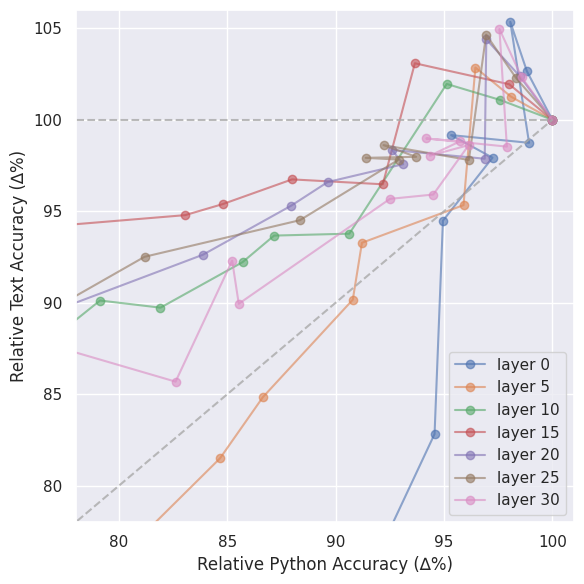 105
100
95
90
85
80
Relative Text Accuracy (Δ%)
layer 0
layer 5
layer 10
layer 15
layer 20
layer 25
layer 30
80 85 90 95 100
Relative Python Accuracy (Δ%)